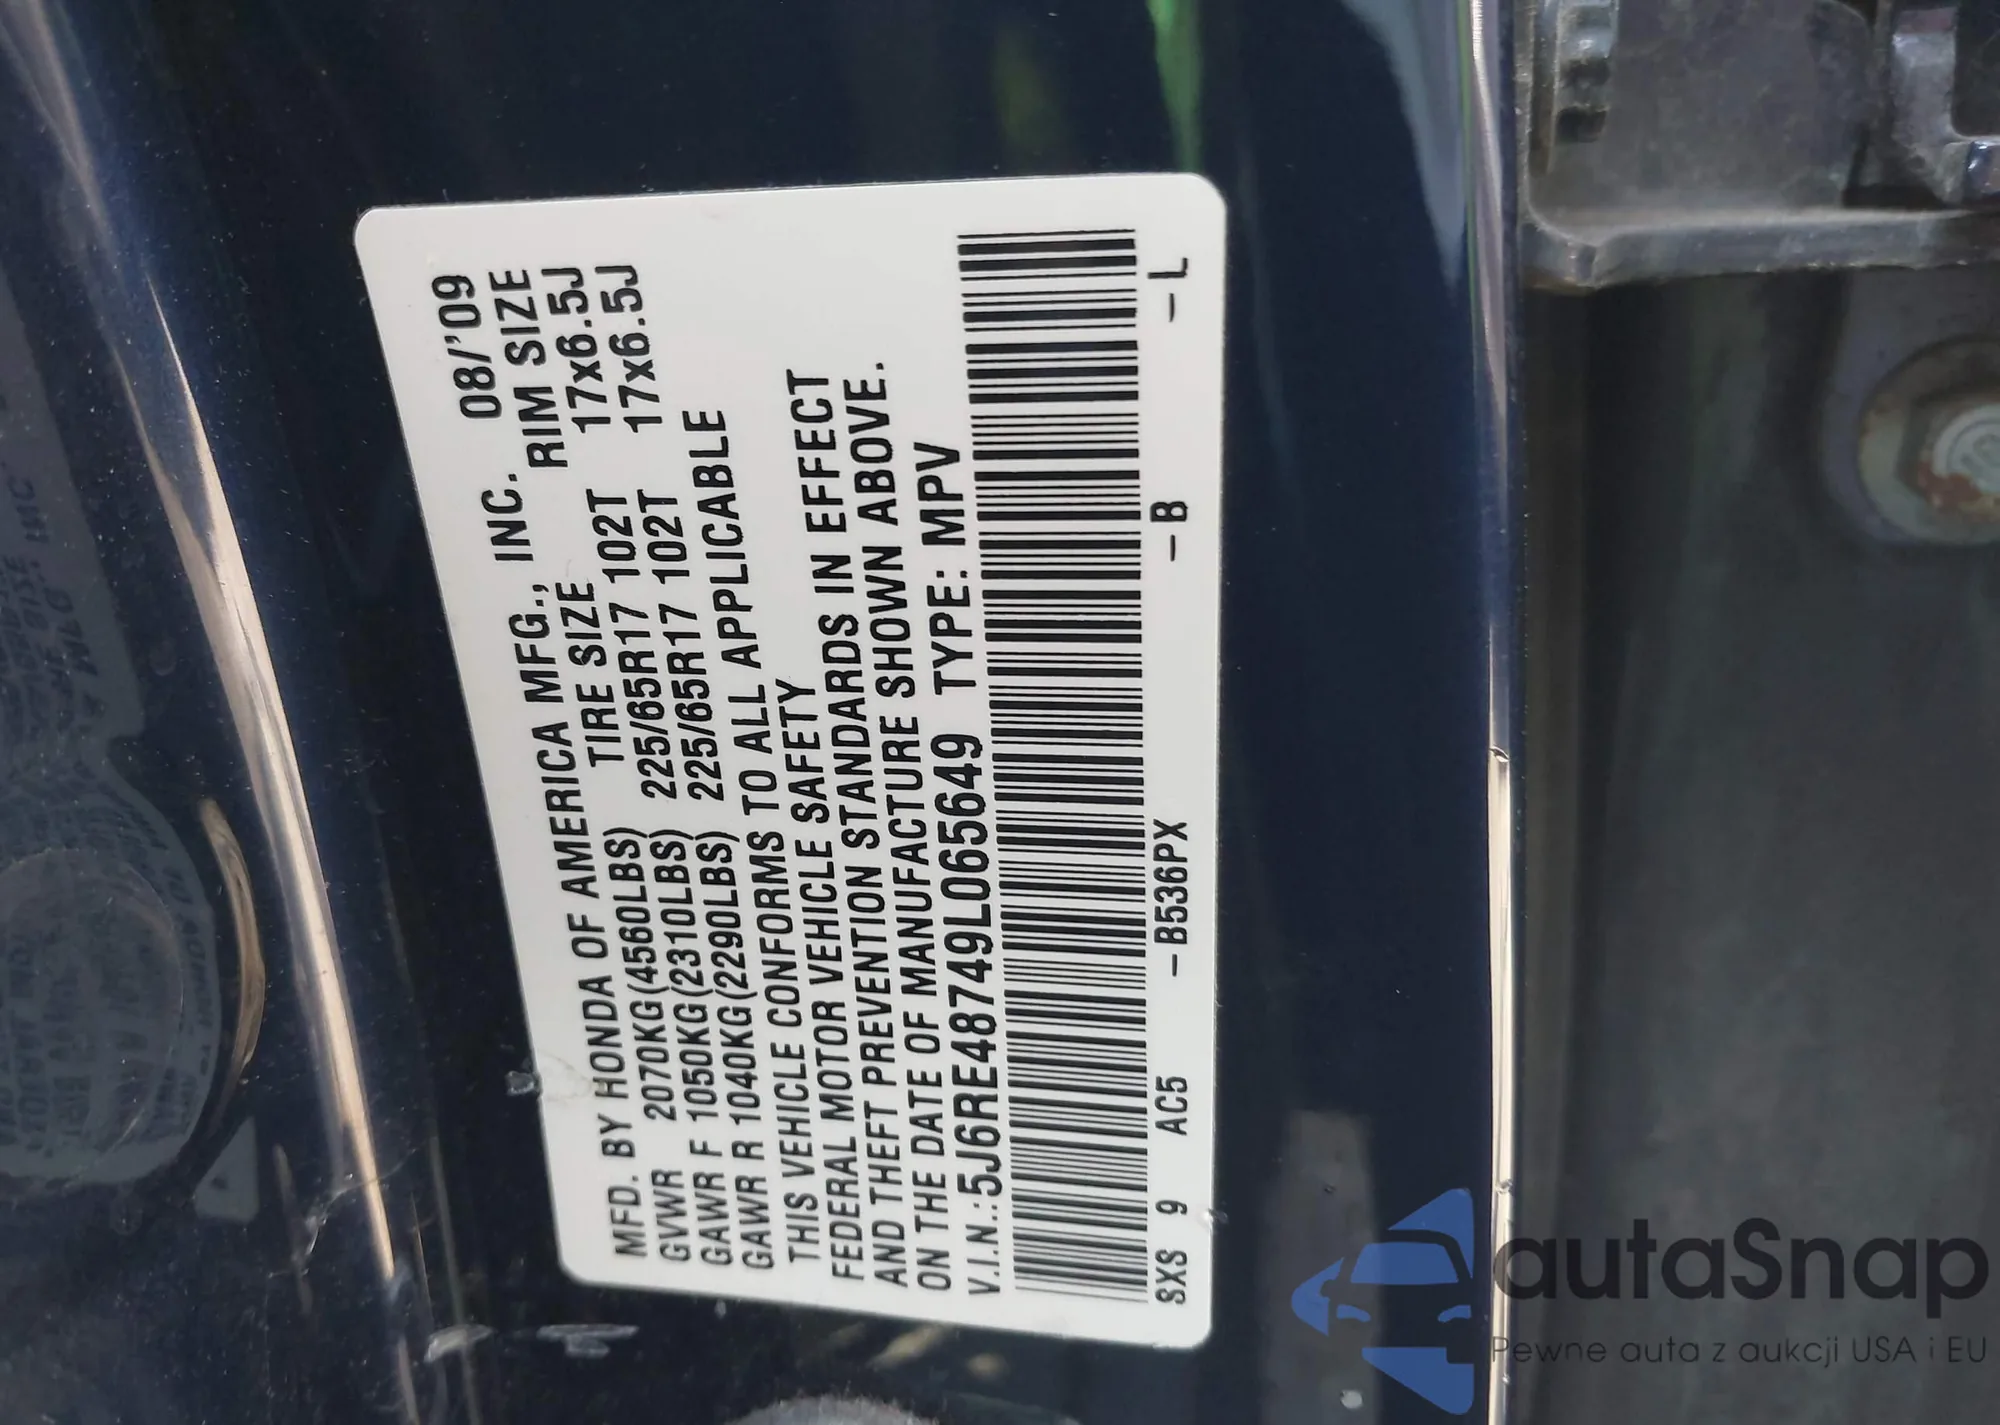 MFD. BY HONDA OF AMERICA MFG., INC. 08/'09
TIRE SIZE RIM SIZE
GVWR 2070KG(4560LBS) 225/65R17 102T 17x6.5J
GAWR F 1050KG(2310LBS) 225/65R17 102T 17x6.5J
GAWR R 1040KG(2290LBS)
THIS VEHICLE CONFORMS TO ALL APPLICABLE
FEDERAL MOTOR VEHICLE SAFETY
AND THEFT PREVENTION STANDARDS IN EFFECT
ON THE DATE OF MANUFACTURE SHOWN ABOVE.
V.I.N.:5J6RE48749L065649 TYPE: MPV
SXS 9 AC5 -B536PX -B -L
autaSnap
Pewne auta z aukcji USA i EU